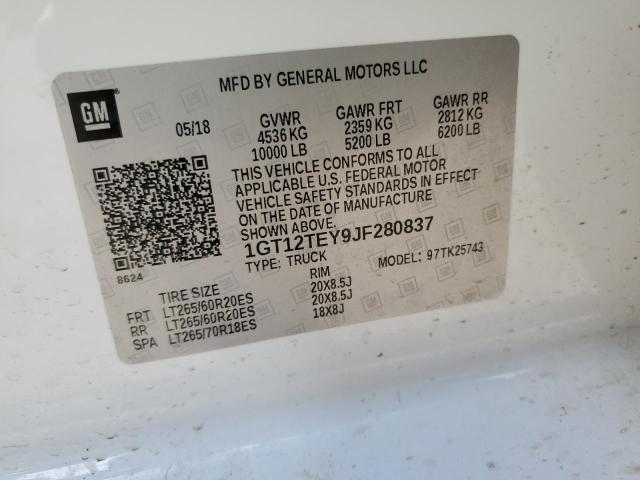 MFD BY GENERAL MOTORS LLC
GM
05/18
GVWR GAWR FRT GAWR RR
4536 KG 2359 KG 2812 KG
10000 LB 5200 LB 6200 LB
THIS VEHICLE CONFORMS TO ALL
APPLICABLE U.S. FEDERAL MOTOR
VEHICLE SAFETY STANDARDS IN EFFECT
ON THE DATE OF MANUFACTURE
SHOWN ABOVE.
1GT12TEY9JF280837
TYPE: TRUCK MODEL: 97TK25743
8624
TIRE SIZE RIM
FRT LT265/60R20ES 20X8.5J
RR LT265/60R20ES 20X8.5J
SPA LT265/70R18ES 18X8J